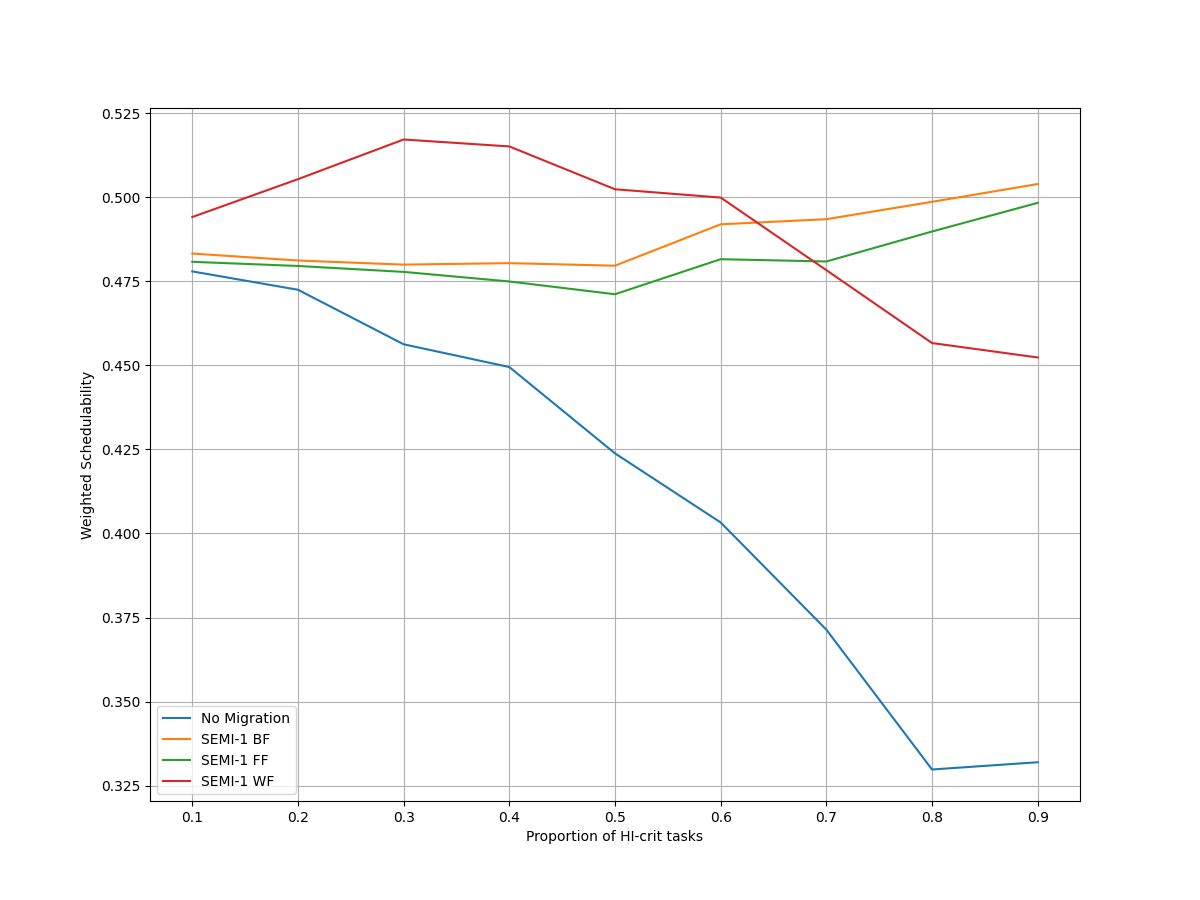 0.525
0.500
0.475
0.450
0.425
0.400
0.375
0.350
0.325
Weighted Schedulability
No Migration
SEMI-1 BF
SEMI-1 FF
SEMI-1 WF
0.1 0.2 0.3 0.4 0.5 0.6 0.7 0.8 0.9
Proportion of HI-crit tasks